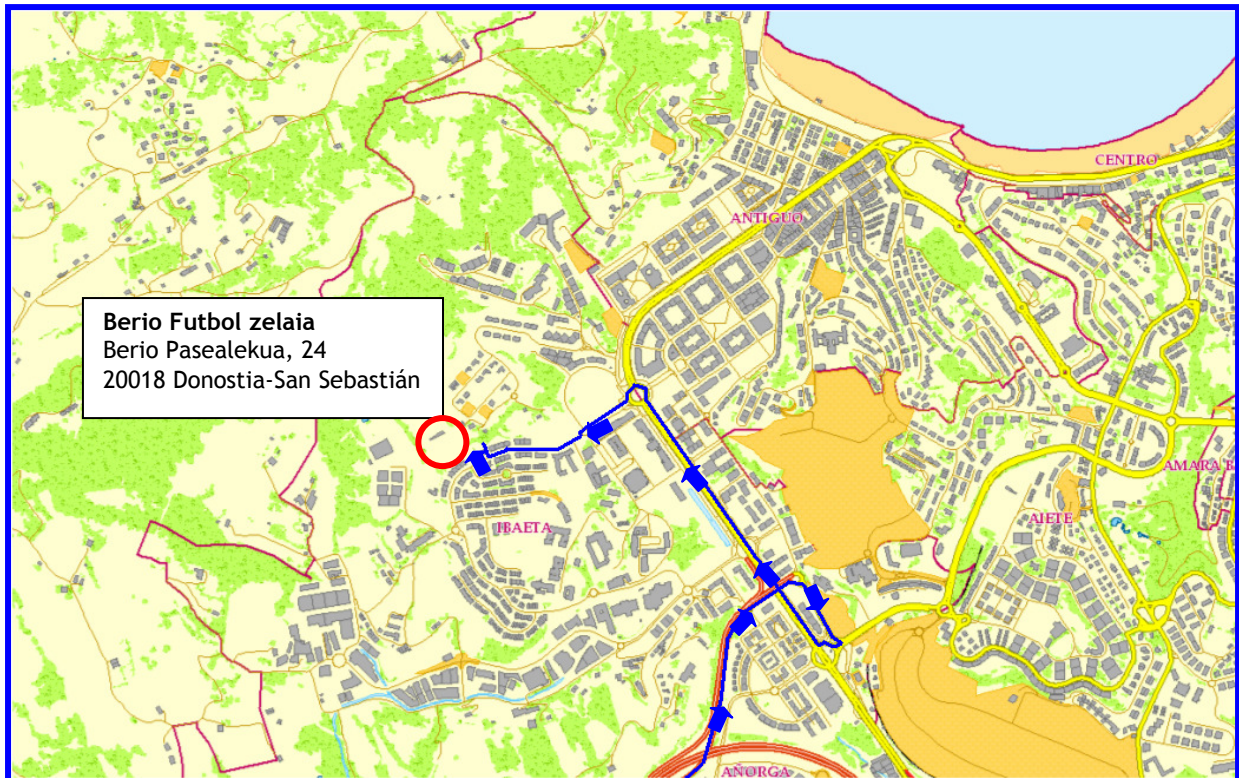 CENTRO
ANTIGUO
Berio Futbol zelaia
Berio Pasealekua, 24
20018 Donostia-San Sebastián
AMARA B
IBAETA
AIETE
AÑORGA